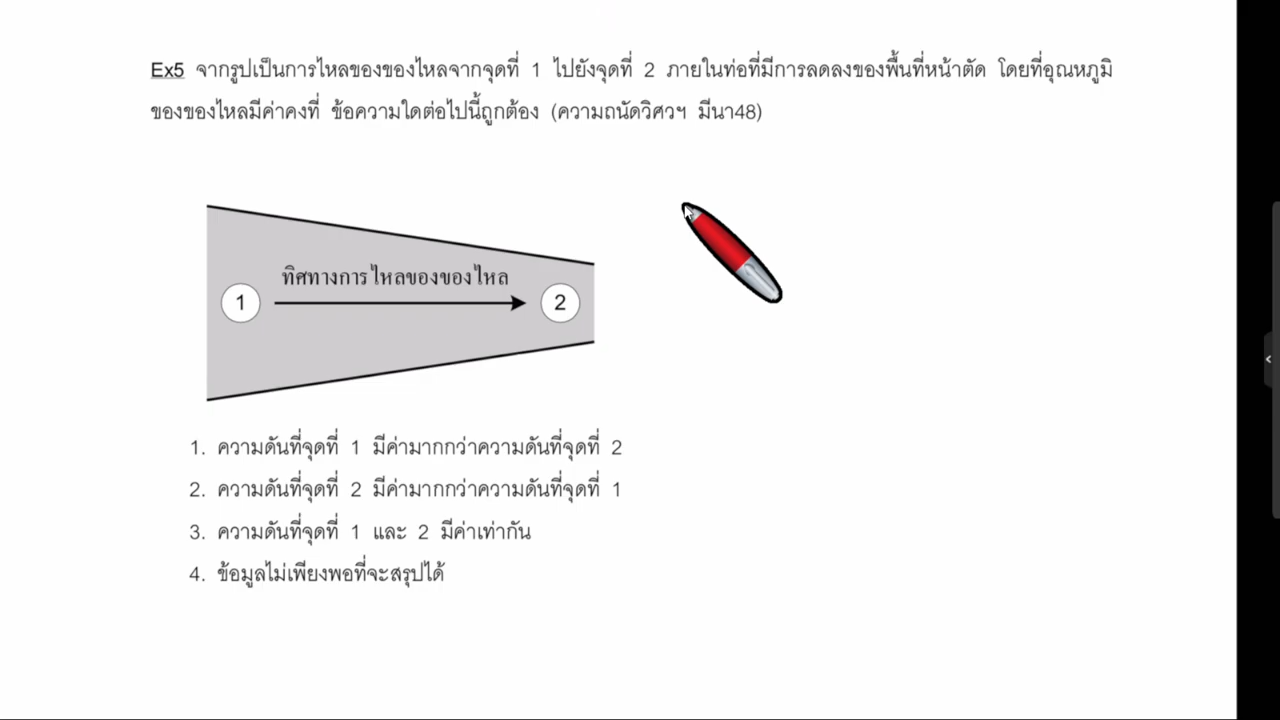 Ex5 จากรูปเป็นการไหลของของไหลจากจุดที่ 1 ไปยังจุดที่ 2 ภายในท่อที่มีการลดลงของพื้นที่หน้าตัด โดยที่อุณหภูมิ
ของของไหลมีค่าคงที่ ข้อความใดต่อไปนี้ถูกต้อง (ความถนัดวิศวฯ มีนา48)
ทิศทางการไหลของของไหล
1 2
1. ความดันที่จุดที่ 1 มีค่ามากกว่าความดันที่จุดที่ 2
2. ความดันที่จุดที่ 2 มีค่ามากกว่าความดันที่จุดที่ 1
3. ความดันที่จุดที่ 1 และ 2 มีค่าเท่ากัน
4. ข้อมูลไม่เพียงพอที่จะสรุปได้